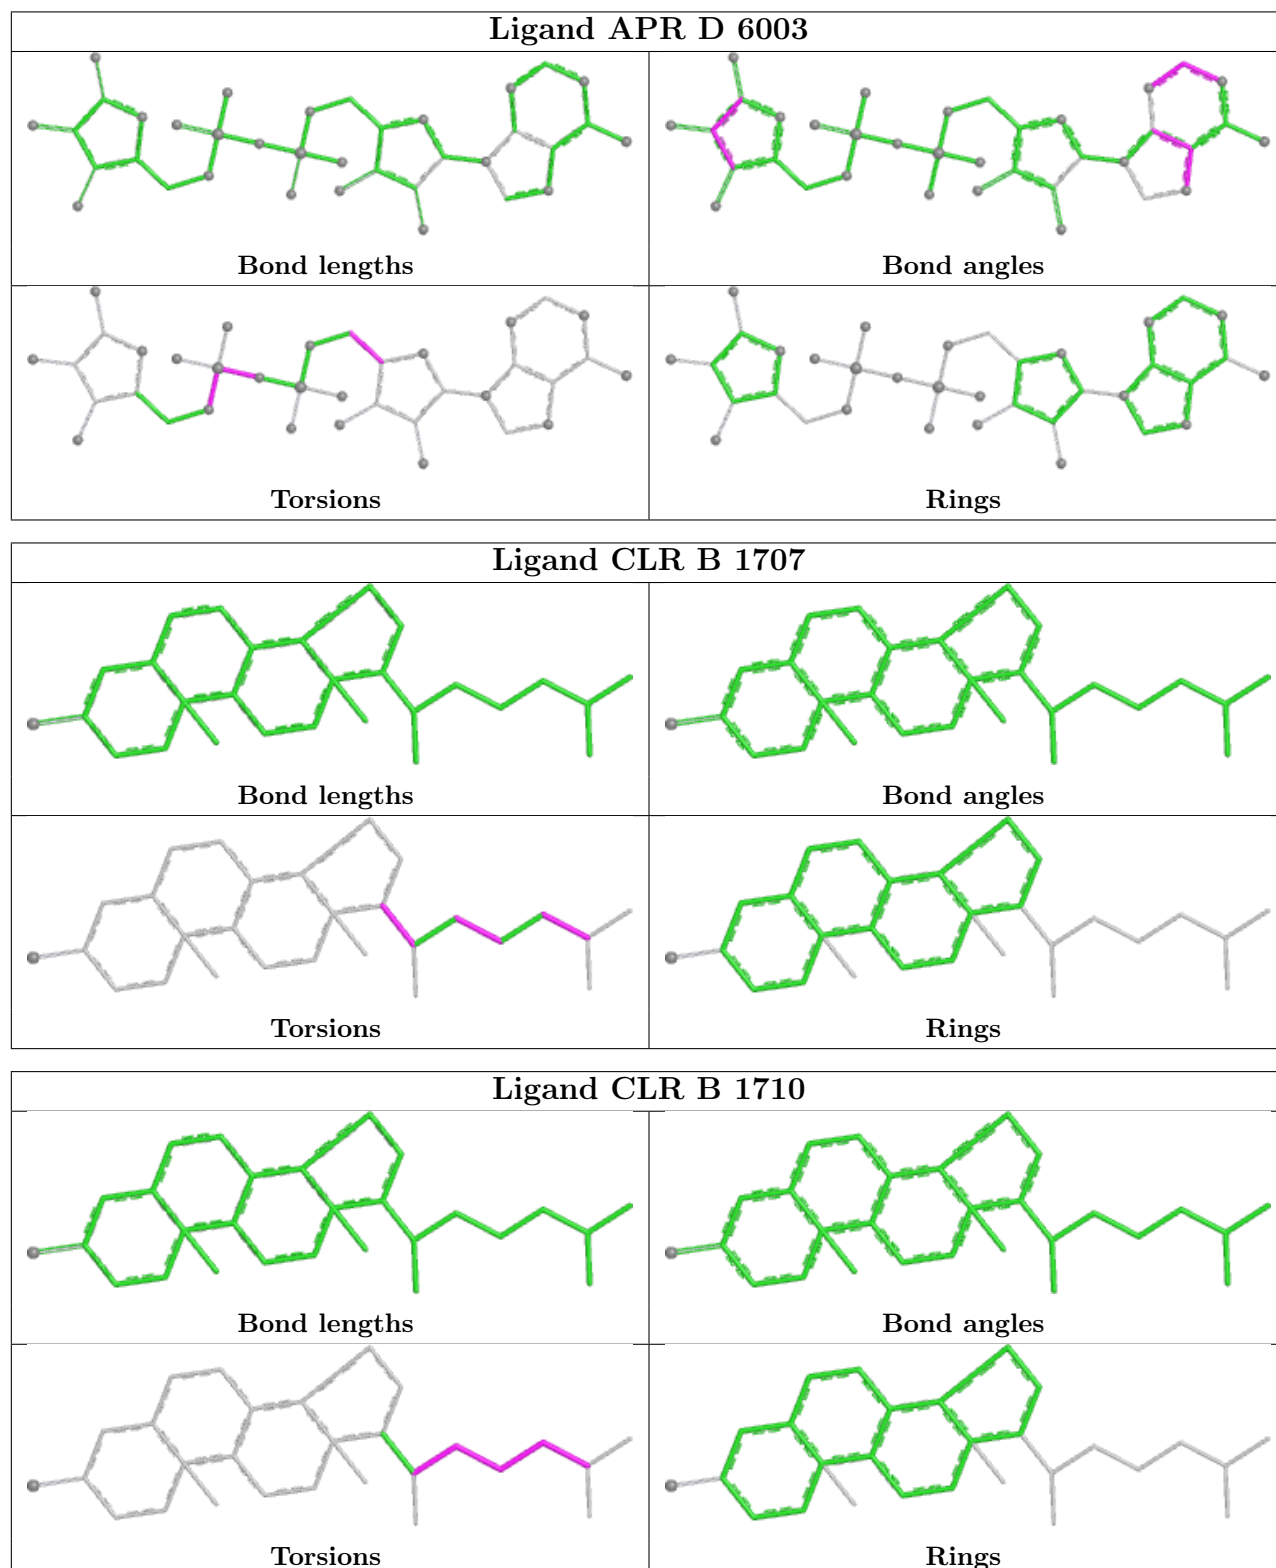 Ligand APR D 6003
Bond lengths
Bond angles
Torsions
Rings
Ligand CLR B 1707
Bond lengths
Bond angles
Torsions
Rings
Ligand CLR B 1710
Bond lengths
Bond angles
Torsions
Rings